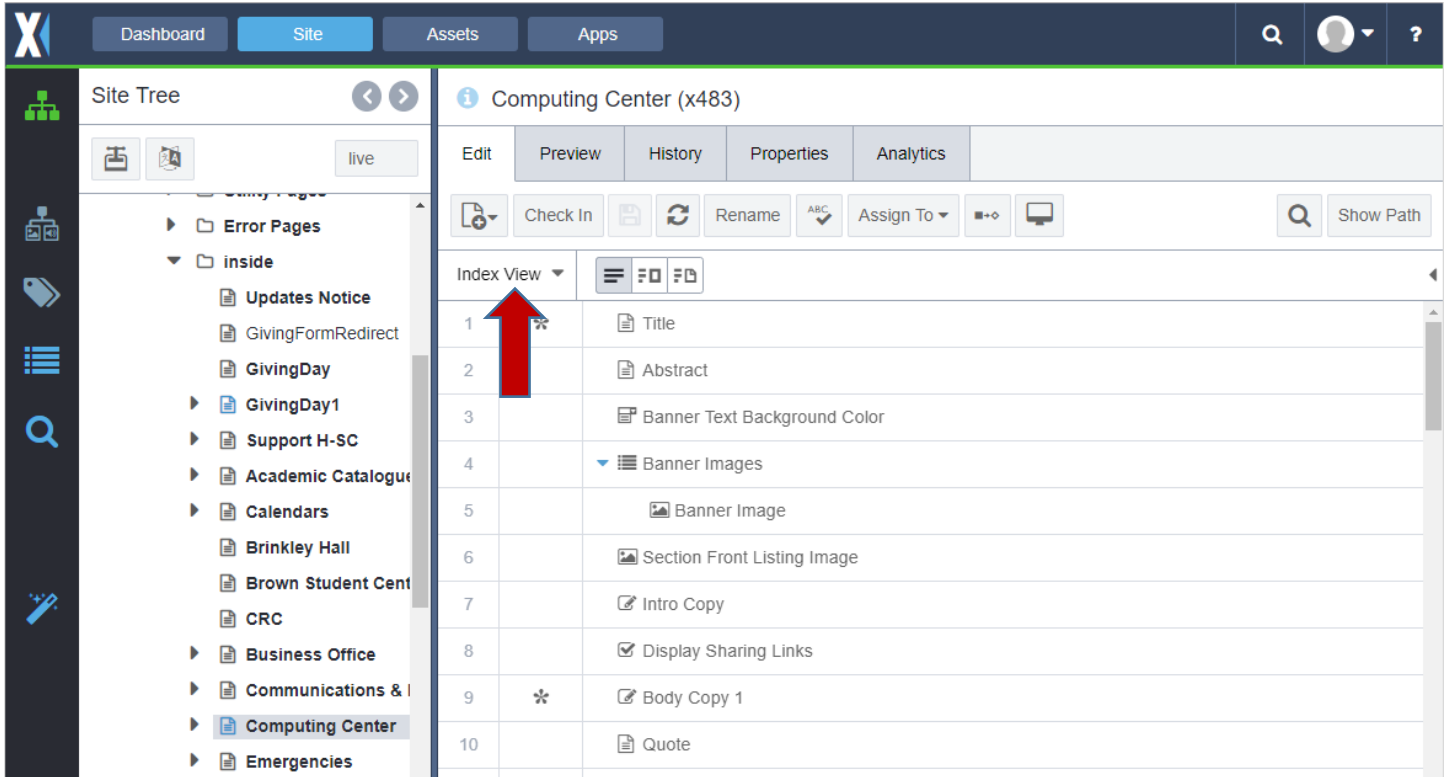 X
Dashboard
Site
Assets
Apps
?
Site Tree
live
Utility Pages
Error Pages
inside
Updates Notice
GivingFormRedirect
GivingDay
GivingDay1
Support H-SC
Academic Catalogue
Calendars
Brinkley Hall
Brown Student Cent
CRC
Business Office
Communications &
Computing Center
Emergencies
Computing Center (x483)
Edit
Preview
History
Properties
Analytics
Check In
Rename
ABC
Assign To
Show Path
Index View
1 * Title
2 Abstract
3 Banner Text Background Color
4 Banner Images
5 Banner Image
6 Section Front Listing Image
7 Intro Copy
8 Display Sharing Links
9 * Body Copy 1
10 Quote